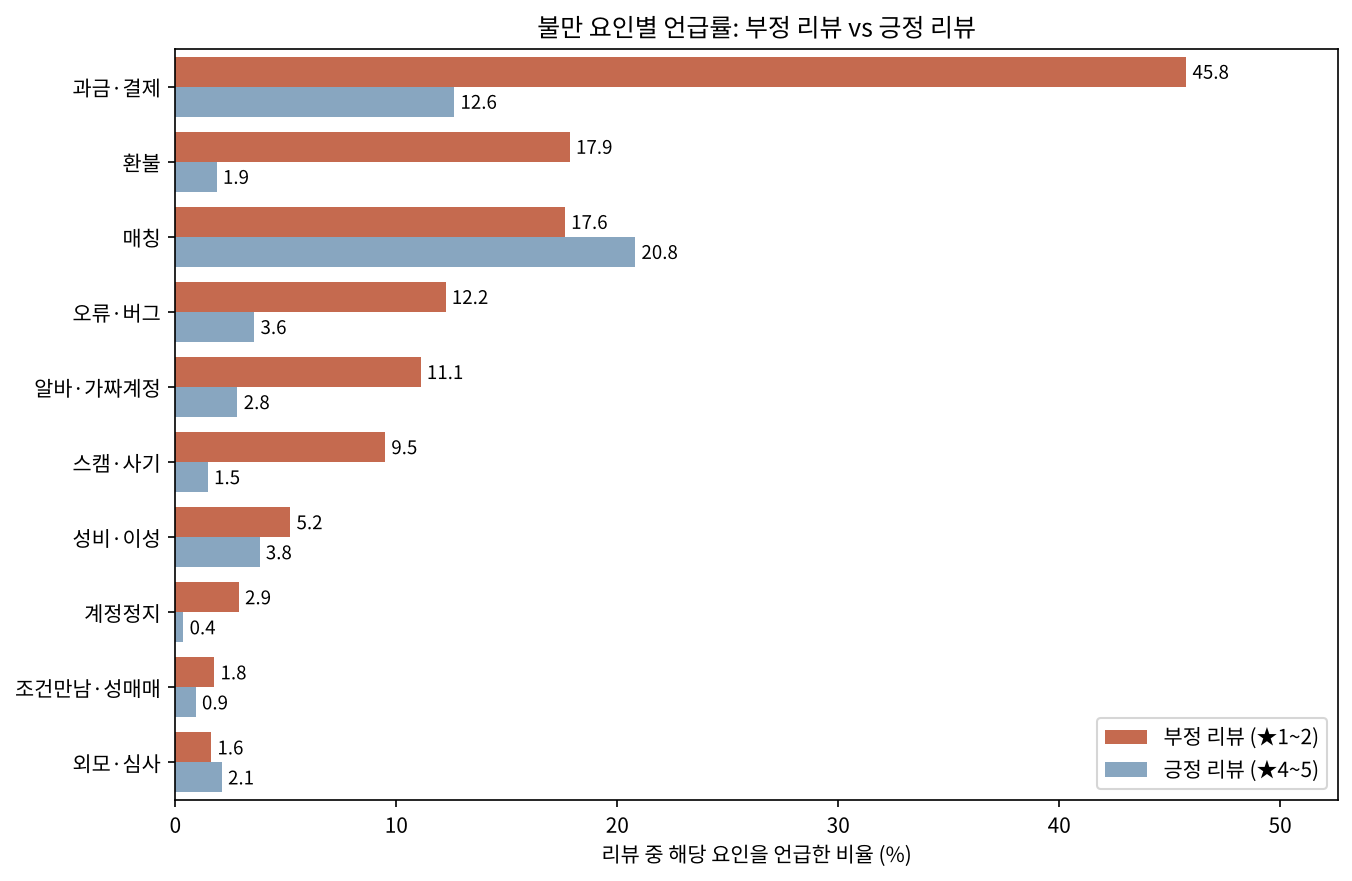 불만 요인별 언급률: 부정 리뷰 vs 긍정 리뷰
과금·결제
45.8
12.6
환불
17.9
1.9
매칭
17.6
20.8
오류·버그
12.2
3.6
알바·가짜계정
11.1
2.8
스캠·사기
9.5
1.5
성비·이성
5.2
3.8
계정정지
2.9
0.4
조건만남·성매매
1.8
0.9
외모·심사
1.6
2.1
부정 리뷰 (★1~2)
긍정 리뷰 (★4~5)
0 10 20 30 40 50
리뷰 중 해당 요인을 언급한 비율 (%)